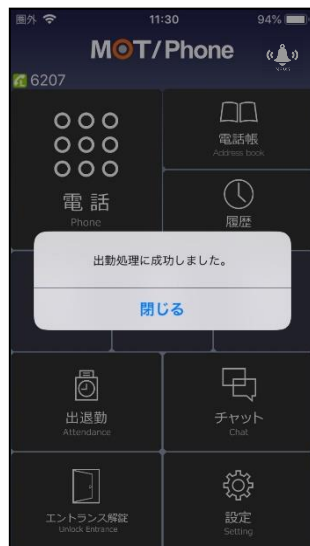 圏外 11:30 94%
MOT/Phone
NEWS
6207
電話
Phone
電話帳
Address book
履歴
出勤処理に成功しました。
閉じる
出退勤
Attendance
チャット
Chat
エントランス解錠
Unlock Entrance
設定
Setting